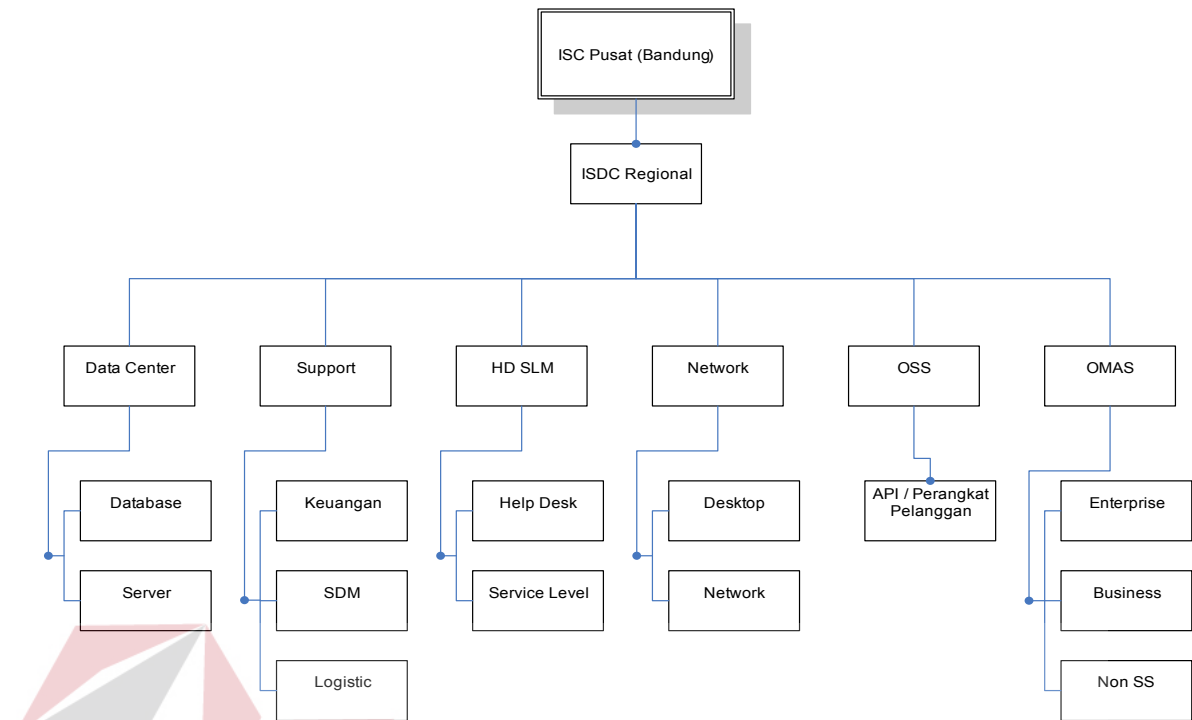 ISC Pusat (Bandung)
ISDC Regional
Data Center
Support
HD SLM
Network
OSS
OMAS
Database
Keuangan
Help Desk
Desktop
API / Perangkat
Pelanggan
Enterprise
Server
SDM
Service Level
Network
Business
Logistic
Non SS